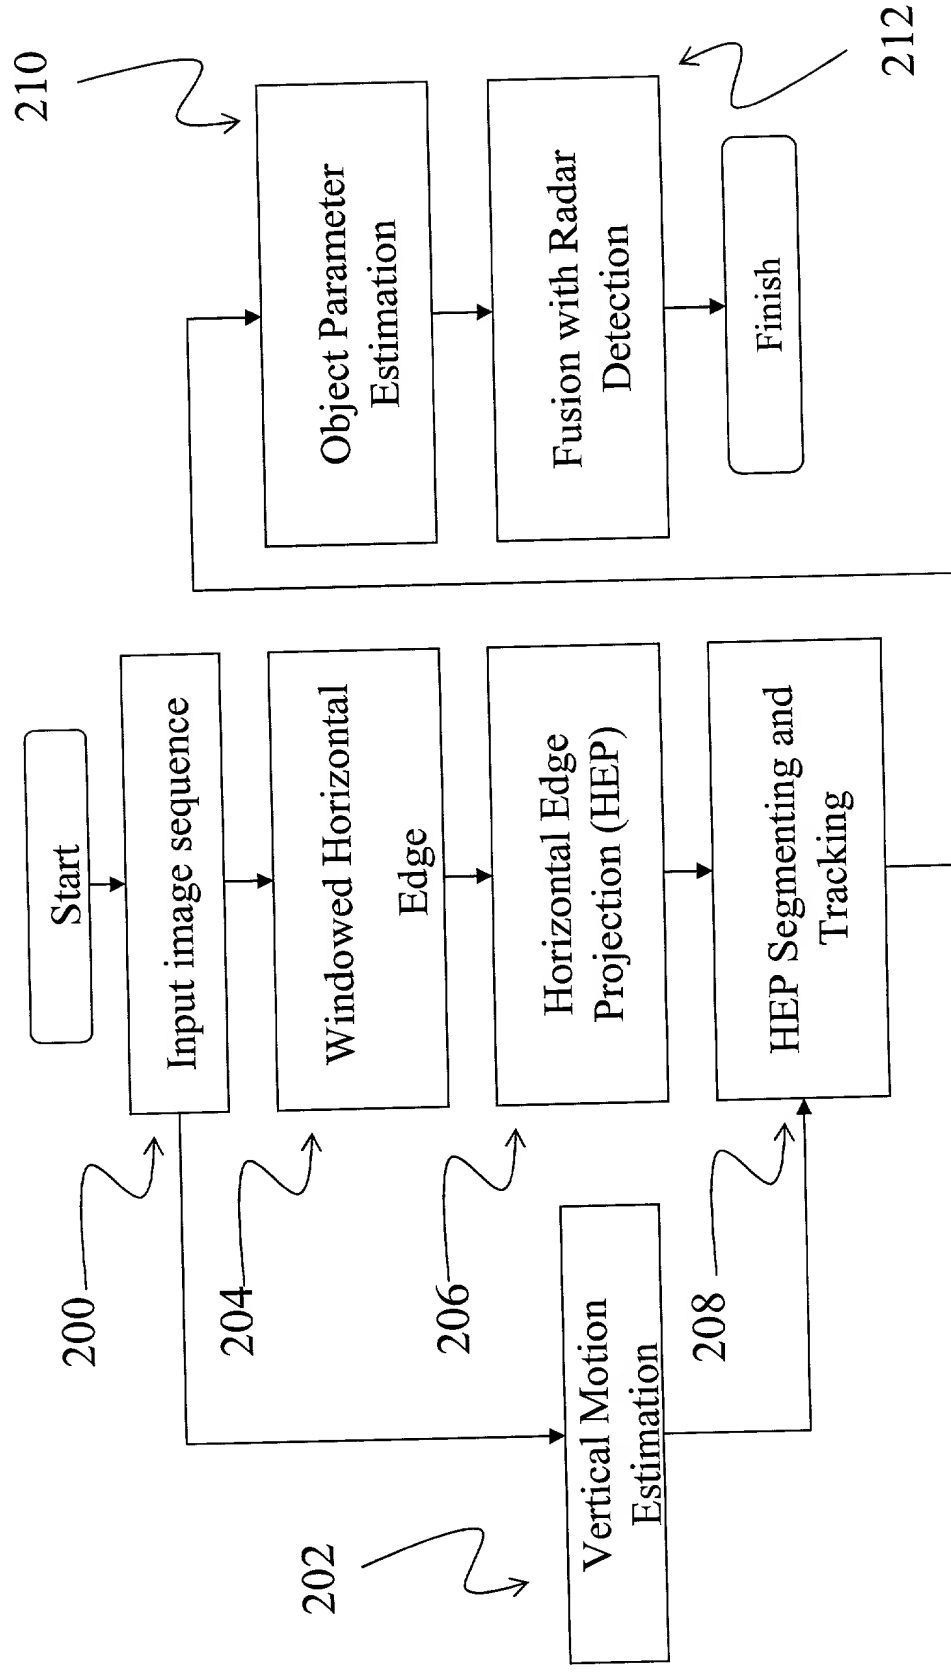 Start
200
Input image sequence
204
Windowed Horizontal
Edge
206
Horizontal Edge
Projection (HEP)
202
Vertical Motion
Estimation
208
HEP Segmenting and
Tracking
210
Object Parameter
Estimation
212
Fusion with Radar
Detection
Finish